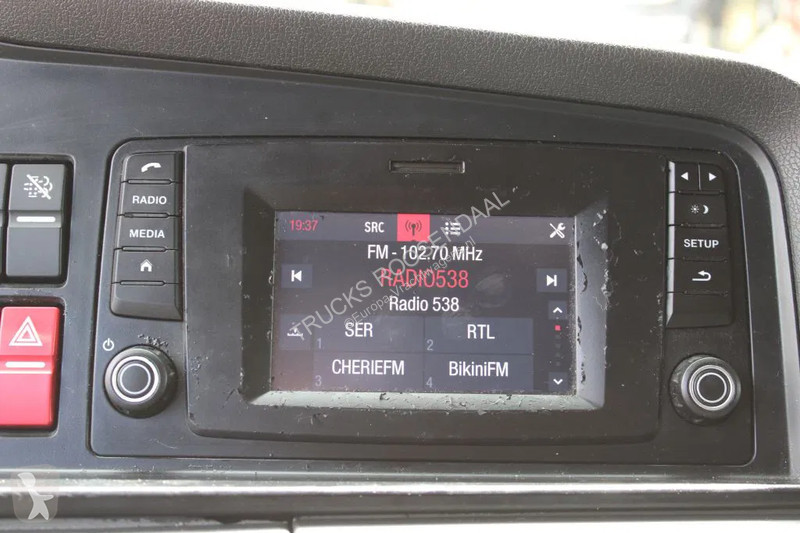 RADIO
MEDIA
SETUP
19:37
SRC
FM - 102.70 MHz
RADIO538
Radio 538
1 SER
2 RTL
3 CHERIEFM
4 BikiniFM
TRUCKS ROOSENDAAL